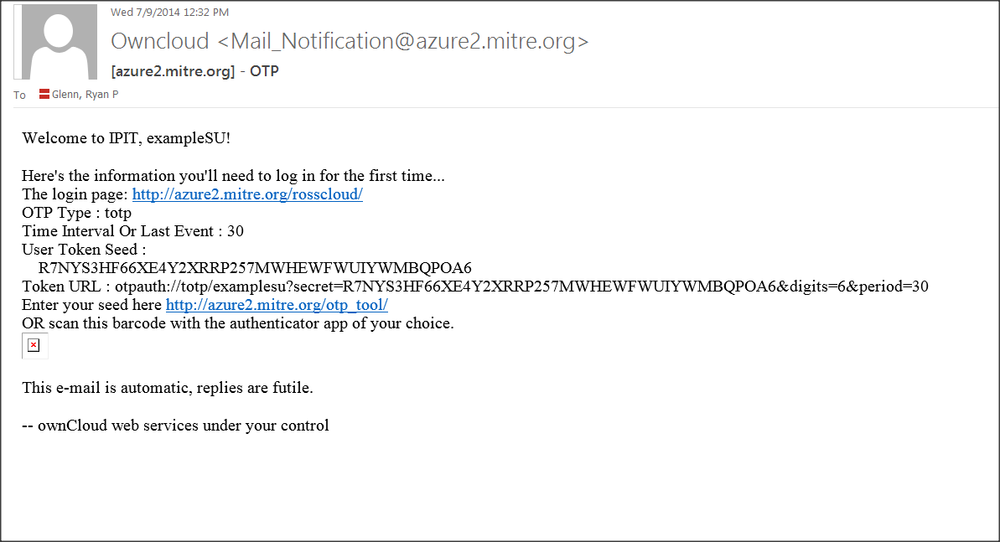 Wed 7/9/2014 12:32 PM
Owncloud <Mail_Notification@azure2.mitre.org>
[azure2.mitre.org] - OTP
To Glenn, Ryan P
Welcome to IPIT, exampleSU!
Here's the information you'll need to log in for the first time...
The login page: http://azure2.mitre.org/rosscloud/
OTP Type : totp
Time Interval Or Last Event : 30
User Token Seed :
R7NYS3HF66XE4Y2XRRP257MWHEWFWUIYWMBQPOA6
Token URL : otpauth://totp/examplesu?secret=R7NYS3HF66XE4Y2XRRP257MWHEWFWUIYWMBQPOA6&digits=6&period=30
Enter your seed here http://azure2.mitre.org/otp_tool/
OR scan this barcode with the authenticator app of your choice.
This e-mail is automatic, replies are futile.
-- ownCloud web services under your control